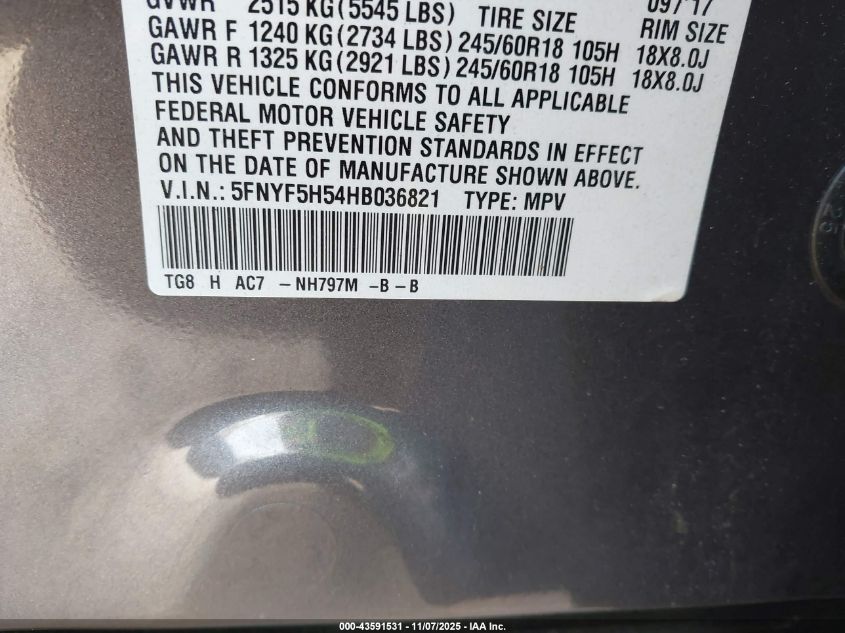 GVWR 2515 KG (5545 LBS) TIRE SIZE 09/17 RIM SIZE
GAWR F 1240 KG (2734 LBS) 245/60R18 105H 18X8.0J
GAWR R 1325 KG (2921 LBS) 245/60R18 105H 18X8.0J
THIS VEHICLE CONFORMS TO ALL APPLICABLE
FEDERAL MOTOR VEHICLE SAFETY
AND THEFT PREVENTION STANDARDS IN EFFECT
ON THE DATE OF MANUFACTURE SHOWN ABOVE.
V.I.N.: 5FNYF5H54HB036821 TYPE: MPV
TG8 H AC7 -NH797M -B-B
000-43591531 - 11/07/2025 - IAA Inc.